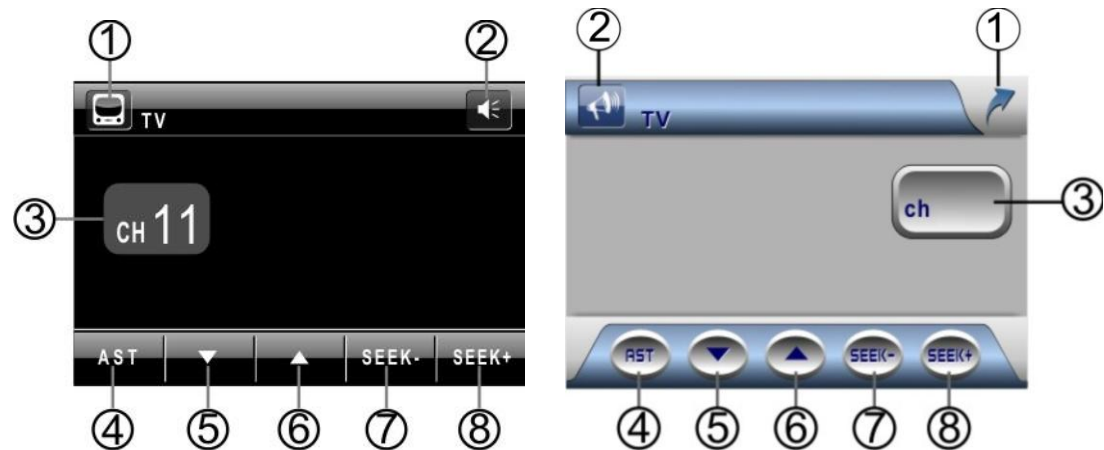 ① ②
TV
③ CH 11
AST ▼ ▲ SEEK- SEEK+
④ ⑤ ⑥ ⑦ ⑧
② ①
TV
ch ③
AST ▼ ▲ SEEK- SEEK+
④ ⑤ ⑥ ⑦ ⑧